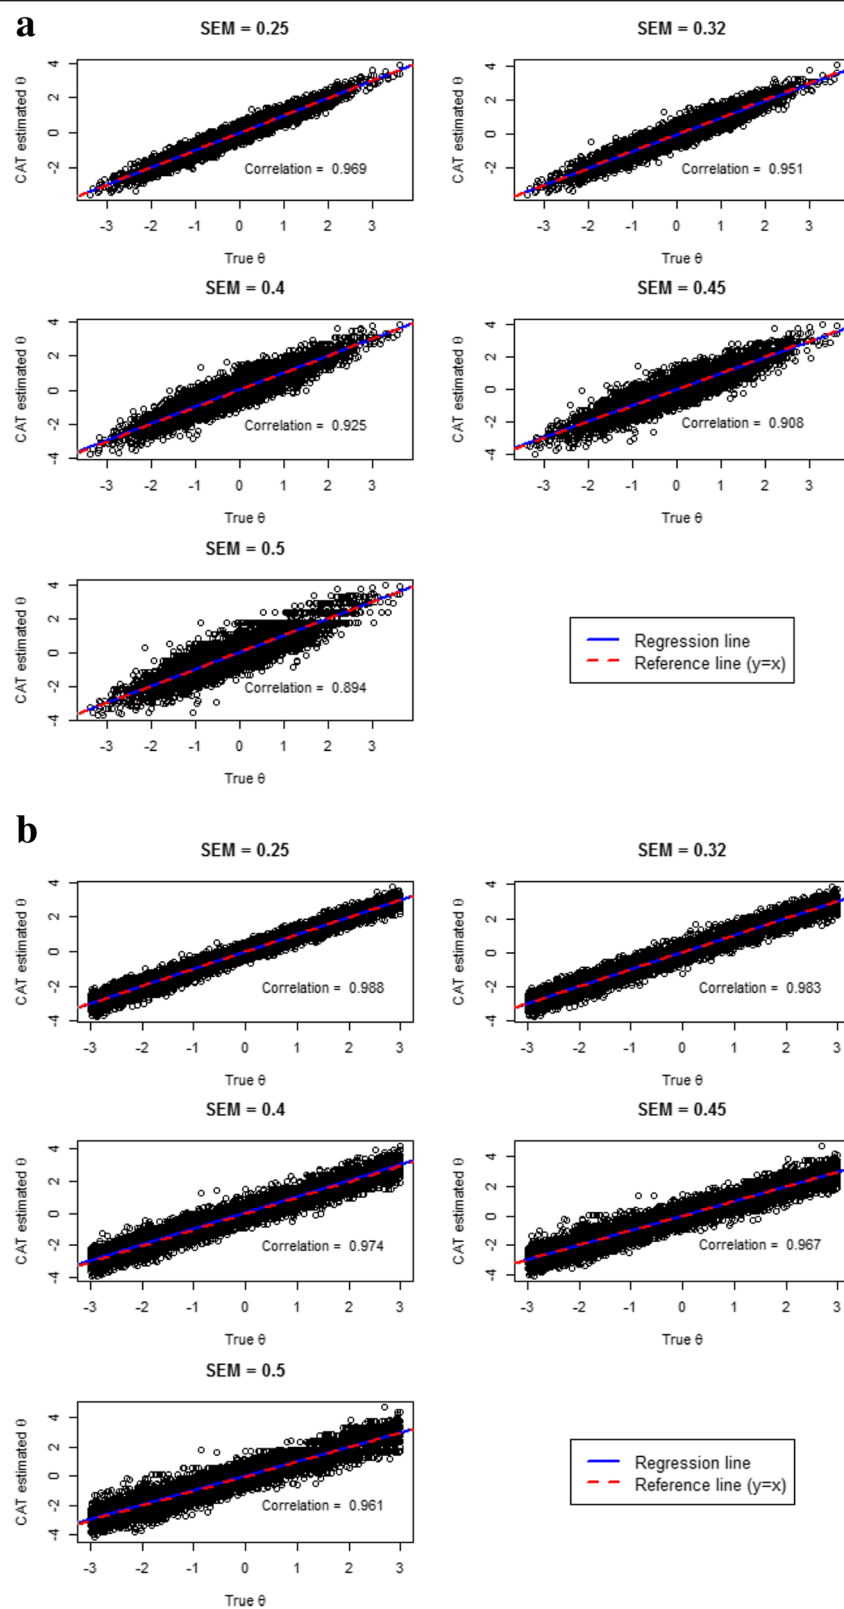 a
SEM = 0.25
CAT estimated θ
4
2
0
-2
Correlation = 0.969
-3 -2 -1 0 1 2 3
True θ
SEM = 0.32
CAT estimated θ
4
2
0
-2
Correlation = 0.951
-3 -2 -1 0 1 2 3
True θ
SEM = 0.4
CAT estimated θ
4
2
0
-2
-4
Correlation = 0.925
-3 -2 -1 0 1 2 3
True θ
SEM = 0.45
CAT estimated θ
4
2
0
-2
-4
Correlation = 0.908
-3 -2 -1 0 1 2 3
True θ
SEM = 0.5
CAT estimated θ
4
2
0
-2
-4
Correlation = 0.894
-3 -2 -1 0 1 2 3
True θ
Regression line
Reference line (y=x)
b
SEM = 0.25
CAT estimated θ
4
2
0
-2
-4
Correlation = 0.988
-3 -2 -1 0 1 2 3
True θ
SEM = 0.32
CAT estimated θ
4
2
0
-2
-4
Correlation = 0.983
-3 -2 -1 0 1 2 3
True θ
SEM = 0.4
CAT estimated θ
4
2
0
-2
-4
Correlation = 0.974
-3 -2 -1 0 1 2 3
True θ
SEM = 0.45
CAT estimated θ
4
2
0
-2
-4
Correlation = 0.967
-3 -2 -1 0 1 2 3
True θ
SEM = 0.5
CAT estimated θ
4
2
0
-2
-4
Correlation = 0.961
-3 -2 -1 0 1 2 3
True θ
Regression line
Reference line (y=x)